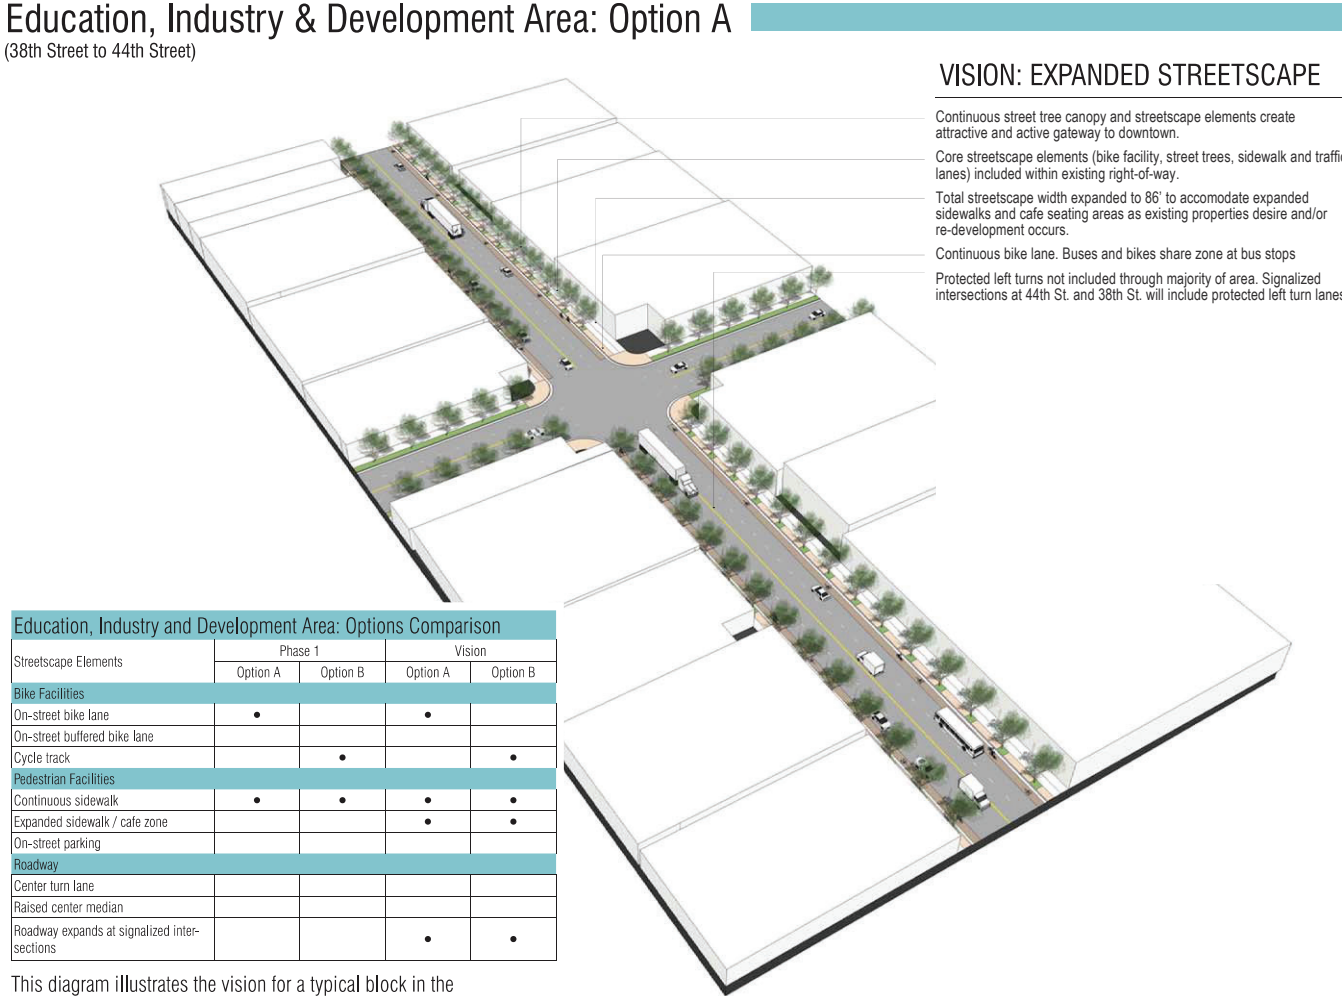 Education, Industry & Development Area: Option A
(38th Street to 44th Street)
VISION: EXPANDED STREETSCAPE
Continuous street tree canopy and streetscape elements create
attractive and active gateway to downtown.
Core streetscape elements (bike facility, street trees, sidewalk and traffic
lanes) included within existing right-of-way.
Total streetscape width expanded to 86' to accomodate expanded
sidewalks and cafe seating areas as existing properties desire and/or
re-development occurs.
Continuous bike lane. Buses and bikes share zone at bus stops
Protected left turns not included through majority of area. Signalized
intersections at 44th St. and 38th St. will include protected left turn lanes
Education, Industry and Development Area: Options Comparison
Streetscape Elements
Phase 1
Vision
Option A
Option B
Option A
Option B
Bike Facilities
On-street bike lane • •
On-street buffered bike lane
Cycle track • •
Pedestrian Facilities
Continuous sidewalk • • • •
Expanded sidewalk / cafe zone • •
On-street parking
Roadway
Center turn lane
Raised center median
Roadway expands at signalized inter-
sections • •
This diagram illustrates the vision for a typical block in the